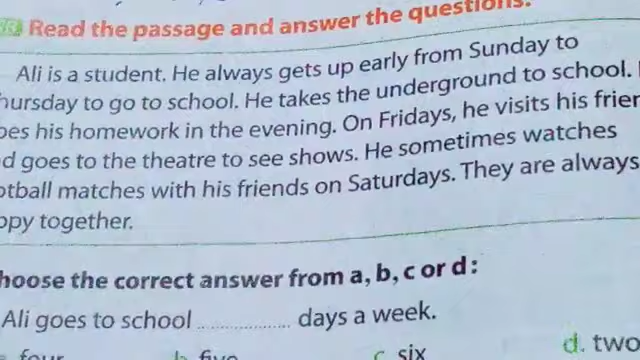 Read the passage and answer the questions.
Ali is a student. He always gets up early from Sunday to
hursday to go to school. He takes the underground to school.
oes his homework in the evening. On Fridays, he visits his frien
d goes to the theatre to see shows. He sometimes watches
otball matches with his friends on Saturdays. They are always
ppy together.
hoose the correct answer from a, b, c or d:
Ali goes to school .................. days a week.
four b. five c. six d. two